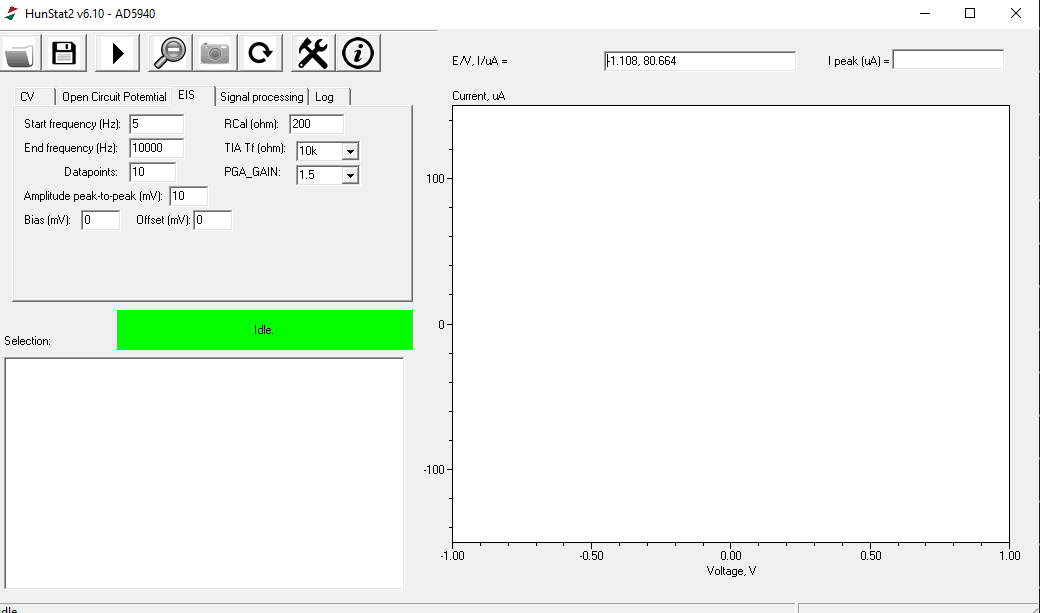 HunStat2 v6.10 - AD5940
E/V, I/uA =
-1.108, 80.664
I peak (uA) =
CV
Open Circuit Potemtial
EIS
Signal processing
Log
Start frequency (Hz): 5
RCal (ohm): 200
End frequency (Hz): 10000
TIA Tf (ohm): 10k
Datapoints: 10
PGA_GAIN: 1.5
Amplitude peak-to-peak (mV): 10
Bias (mV): 0
Offset (mV): 0
Idle.
Selection:
Current, uA
100
0
-100
-1.00
-0.50
0.00
0.50
1.00
Voltage, V
Idle